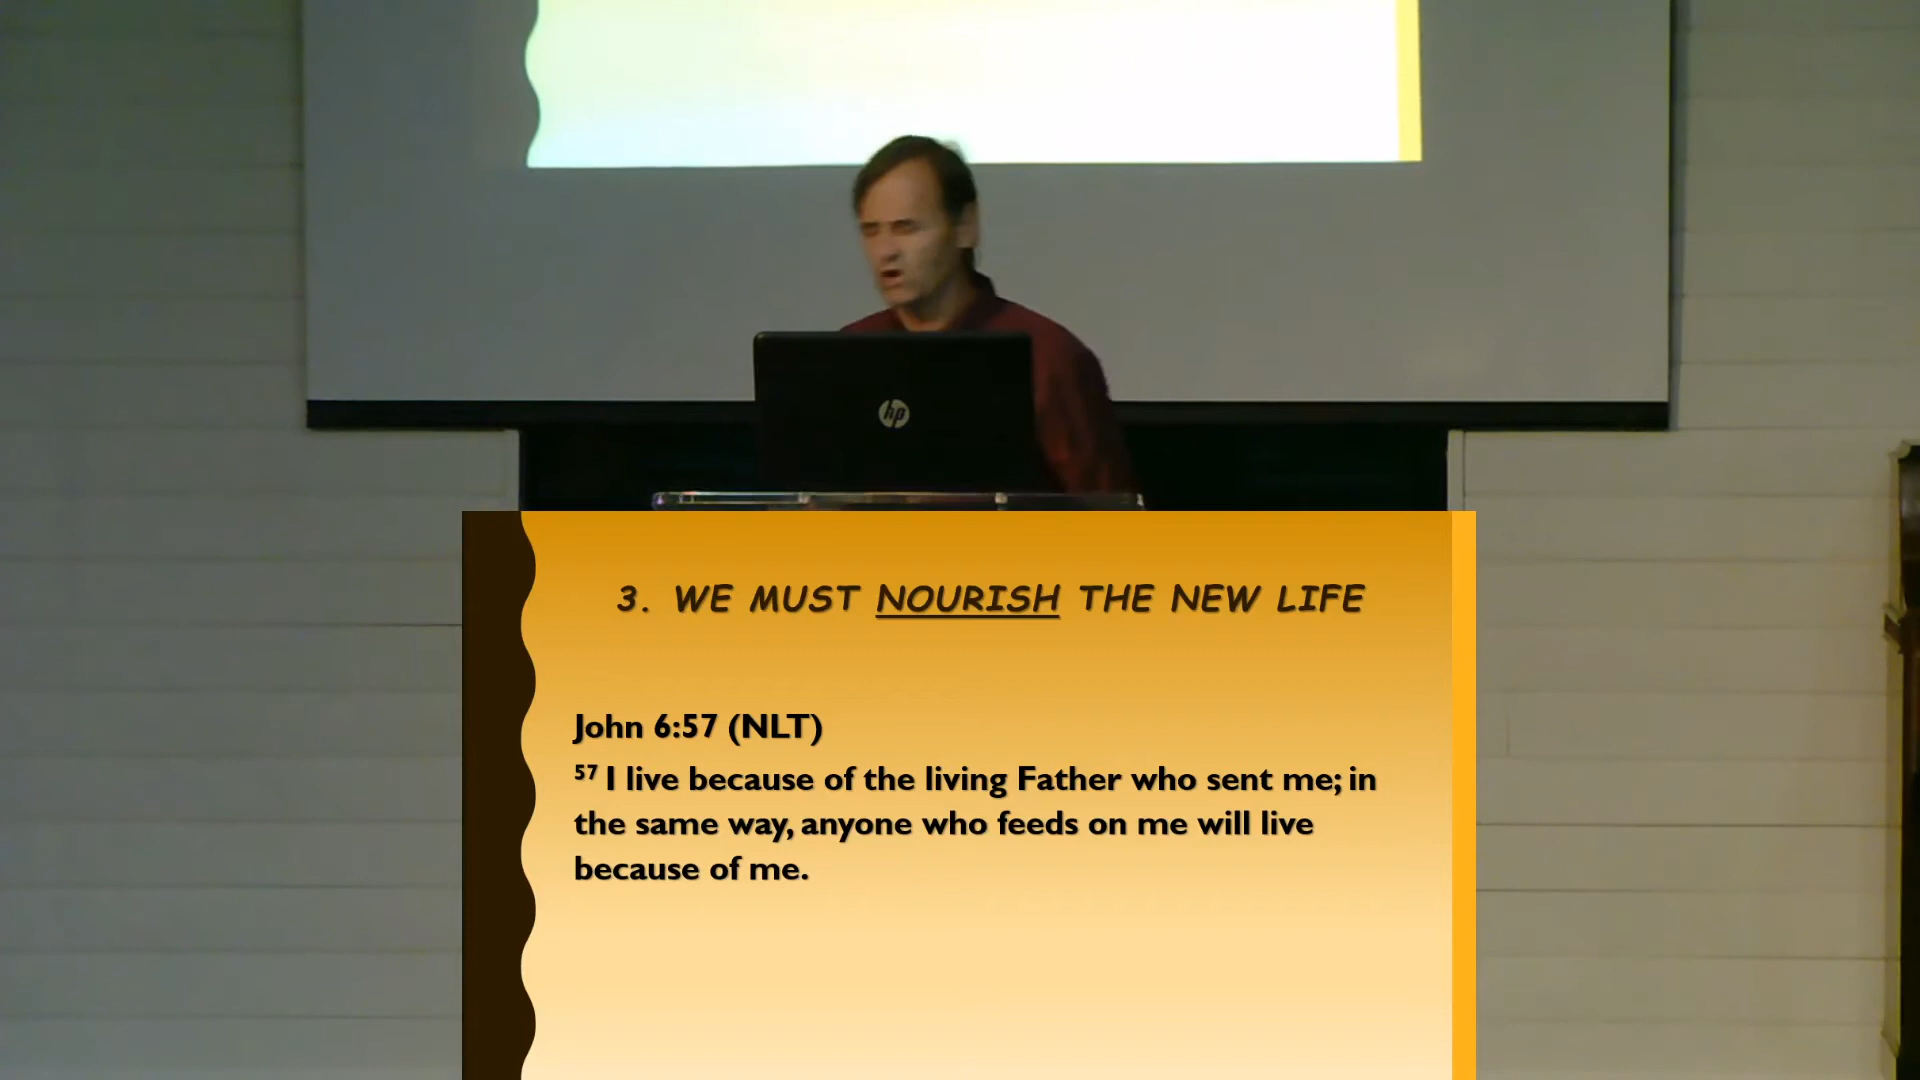 hp
3. WE MUST NOURISH THE NEW LIFE
John 6:57 (NLT)
57 I live because of the living Father who sent me; in
the same way, anyone who feeds on me will live
because of me.